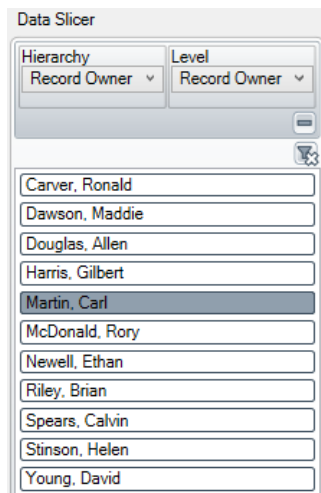 Data Slicer
Hierarchy Level
Record Owner Record Owner
Carver, Ronald
Dawson, Maddie
Douglas, Allen
Harris, Gilbert
Martin, Carl
McDonald, Rory
Newell, Ethan
Riley, Brian
Spears, Calvin
Stinson, Helen
Young, David